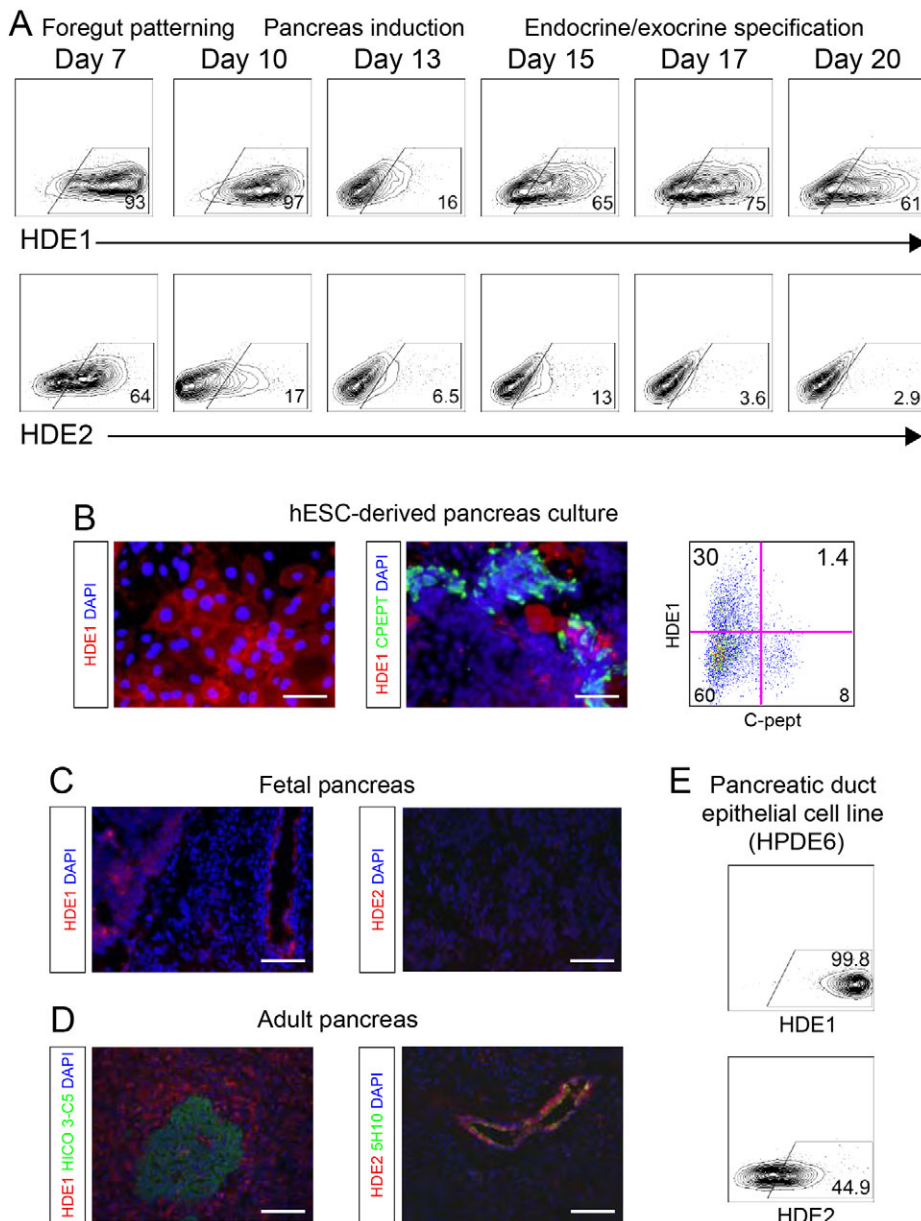 A
Foregut patterning Pancreas induction Endocrine/exocrine specification
Day 7 Day 10 Day 13 Day 15 Day 17 Day 20
93 97 16 65 75 61
HDE1
64 17 6.5 13 3.6 2.9
HDE2
B
hESC-derived pancreas culture
HDE1 DAPI
HDE1 CPEPT DAPI
HDE1
30 1.4
60 8
C-pept
C
Fetal pancreas
HDE1 DAPI
HDE2 DAPI
D
Adult pancreas
HDE1 HICO 3-C5 DAPI
HDE2 5H10 DAPI
E
Pancreatic duct
epithelial cell line
(HPDE6)
99.8
HDE1
44.9
HDE2